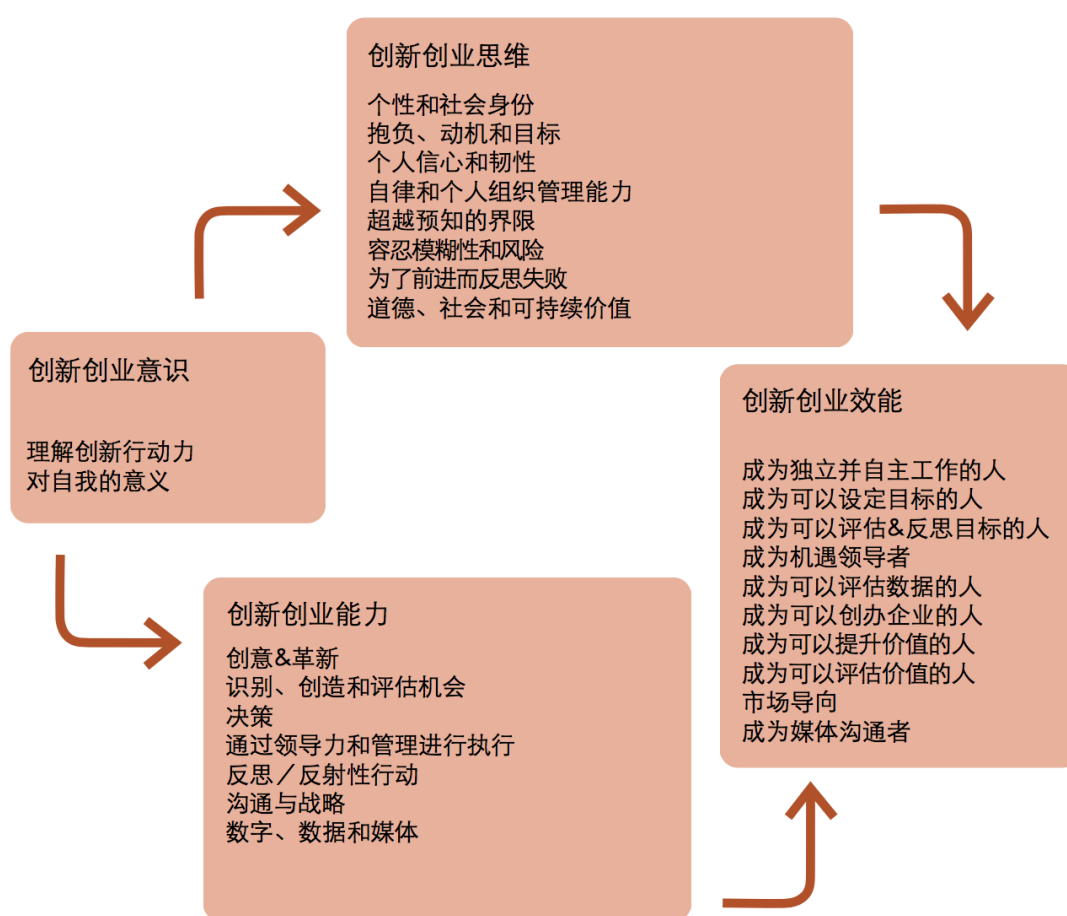 创新创业思维
个性和社会身份
抱负、动机和目标
个人信心和韧性
自律和个人组织管理能力
超越预知的界限
容忍模糊性和风险
为了前进而反思失败
道德、社会和可持续价值
创新创业意识
理解创新行动力
对自我的意义
创新创业能力
创意&革新
识别、创造和评估机会
决策
通过领导力和管理进行执行
反思／反射性行动
沟通与战略
数字、数据和媒体
创新创业效能
成为独立并自主工作的人
成为可以设定目标的人
成为可以评估&反思目标的人
成为机遇领导者
成为可以评估数据的人
成为可以创办企业的人
成为可以提升价值的人
成为可以评估价值的人
市场导向
成为媒体沟通者